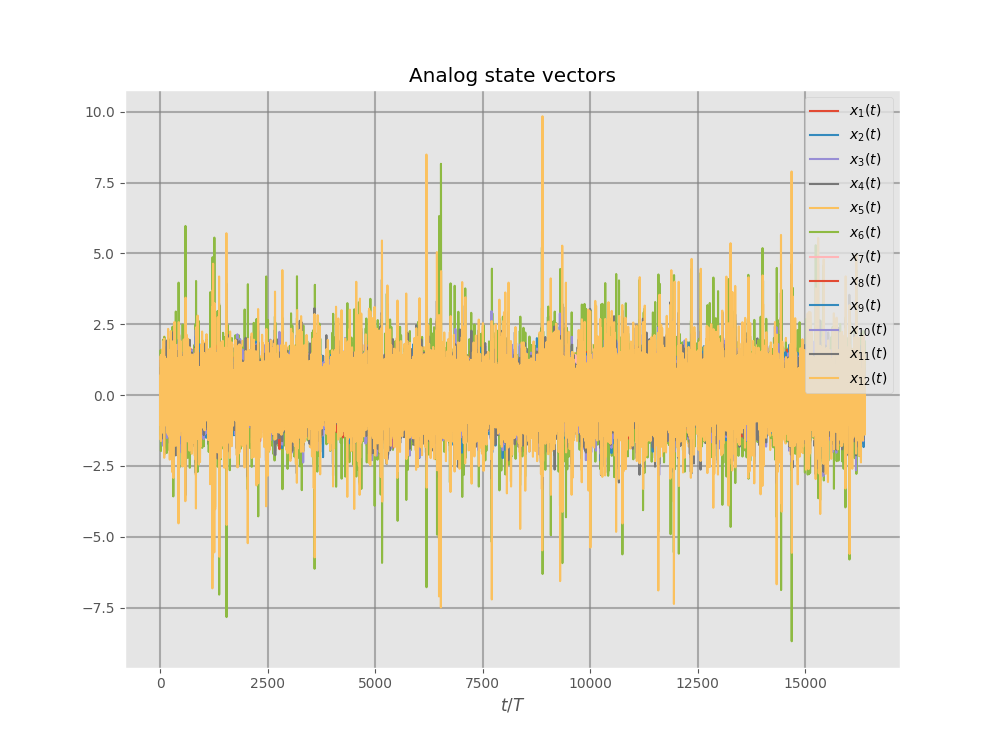 Analog state vectors
10.0
7.5
5.0
2.5
0.0
−2.5
−5.0
−7.5
0 2500 5000 7500 10000 12500 15000
t/T
x₁(t)
x₂(t)
x₃(t)
x₄(t)
x₅(t)
x₆(t)
x₇(t)
x₈(t)
x₉(t)
x₁₀(t)
x₁₁(t)
x₁₂(t)